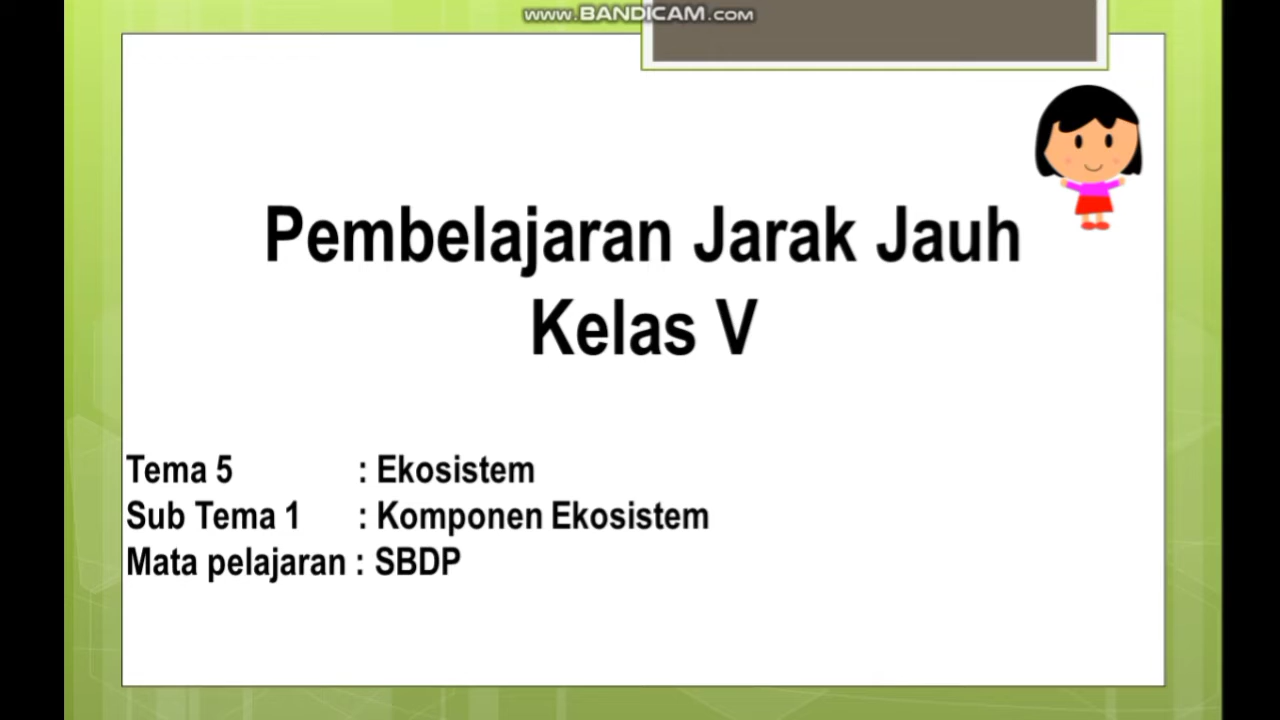 www.BANDICAM.com
Pembelajaran Jarak Jauh
Kelas V
Tema 5 : Ekosistem
Sub Tema 1 : Komponen Ekosistem
Mata pelajaran : SBDP